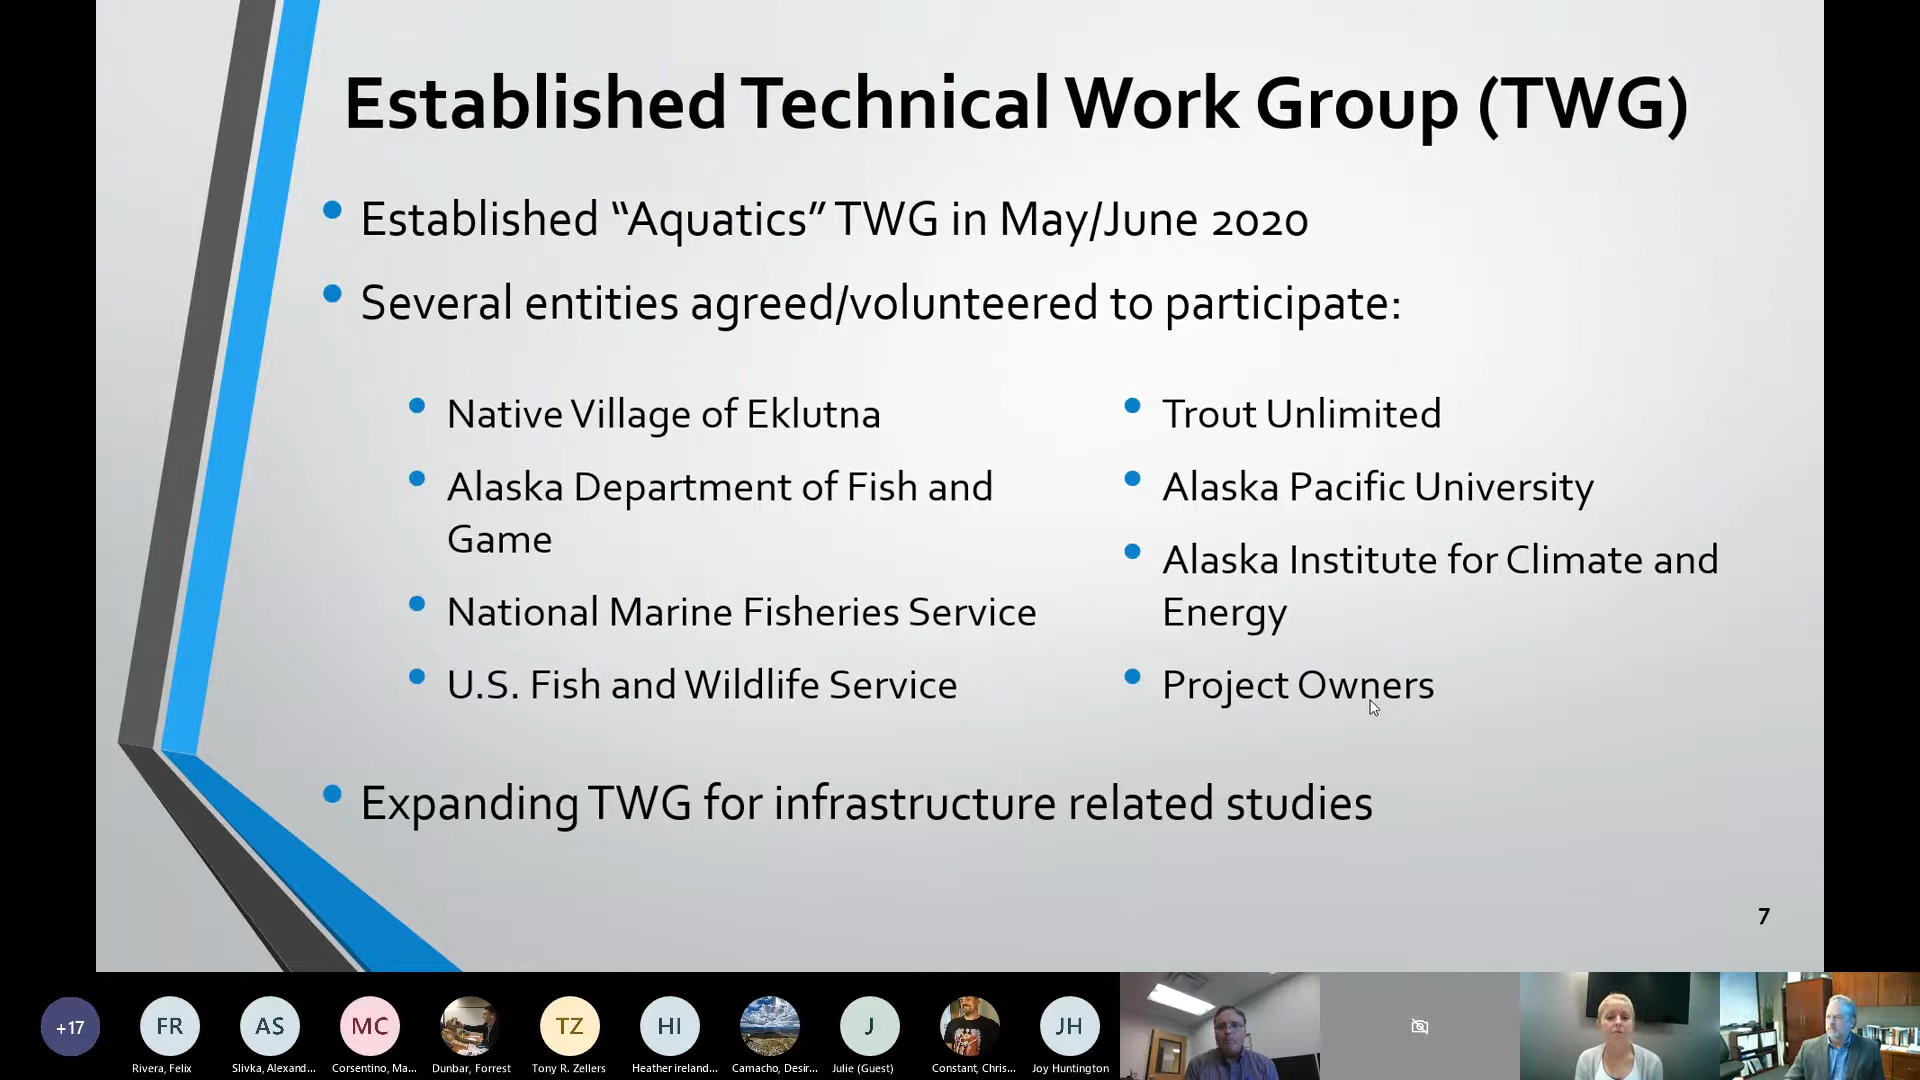 Established Technical Work Group (TWG)
• Established “Aquatics” TWG in May/June 2020
• Several entities agreed/volunteered to participate:
• Native Village of Eklutna
• Alaska Department of Fish and
Game
• National Marine Fisheries Service
• U.S. Fish and Wildlife Service
• Trout Unlimited
• Alaska Pacific University
• Alaska Institute for Climate and
Energy
• Project Owners
• Expanding TWG for infrastructure related studies
7
+17
FR
AS
MC
TZ
HI
J
JH
Rivera, Felix
Slivka, Alexand...
Corsentino, Ma...
Dunbar, Forrest
Tony R. Zellers
Heather ireland...
Camacho, Desir...
Julie (Guest)
Constant, Chris...
Joy Huntington